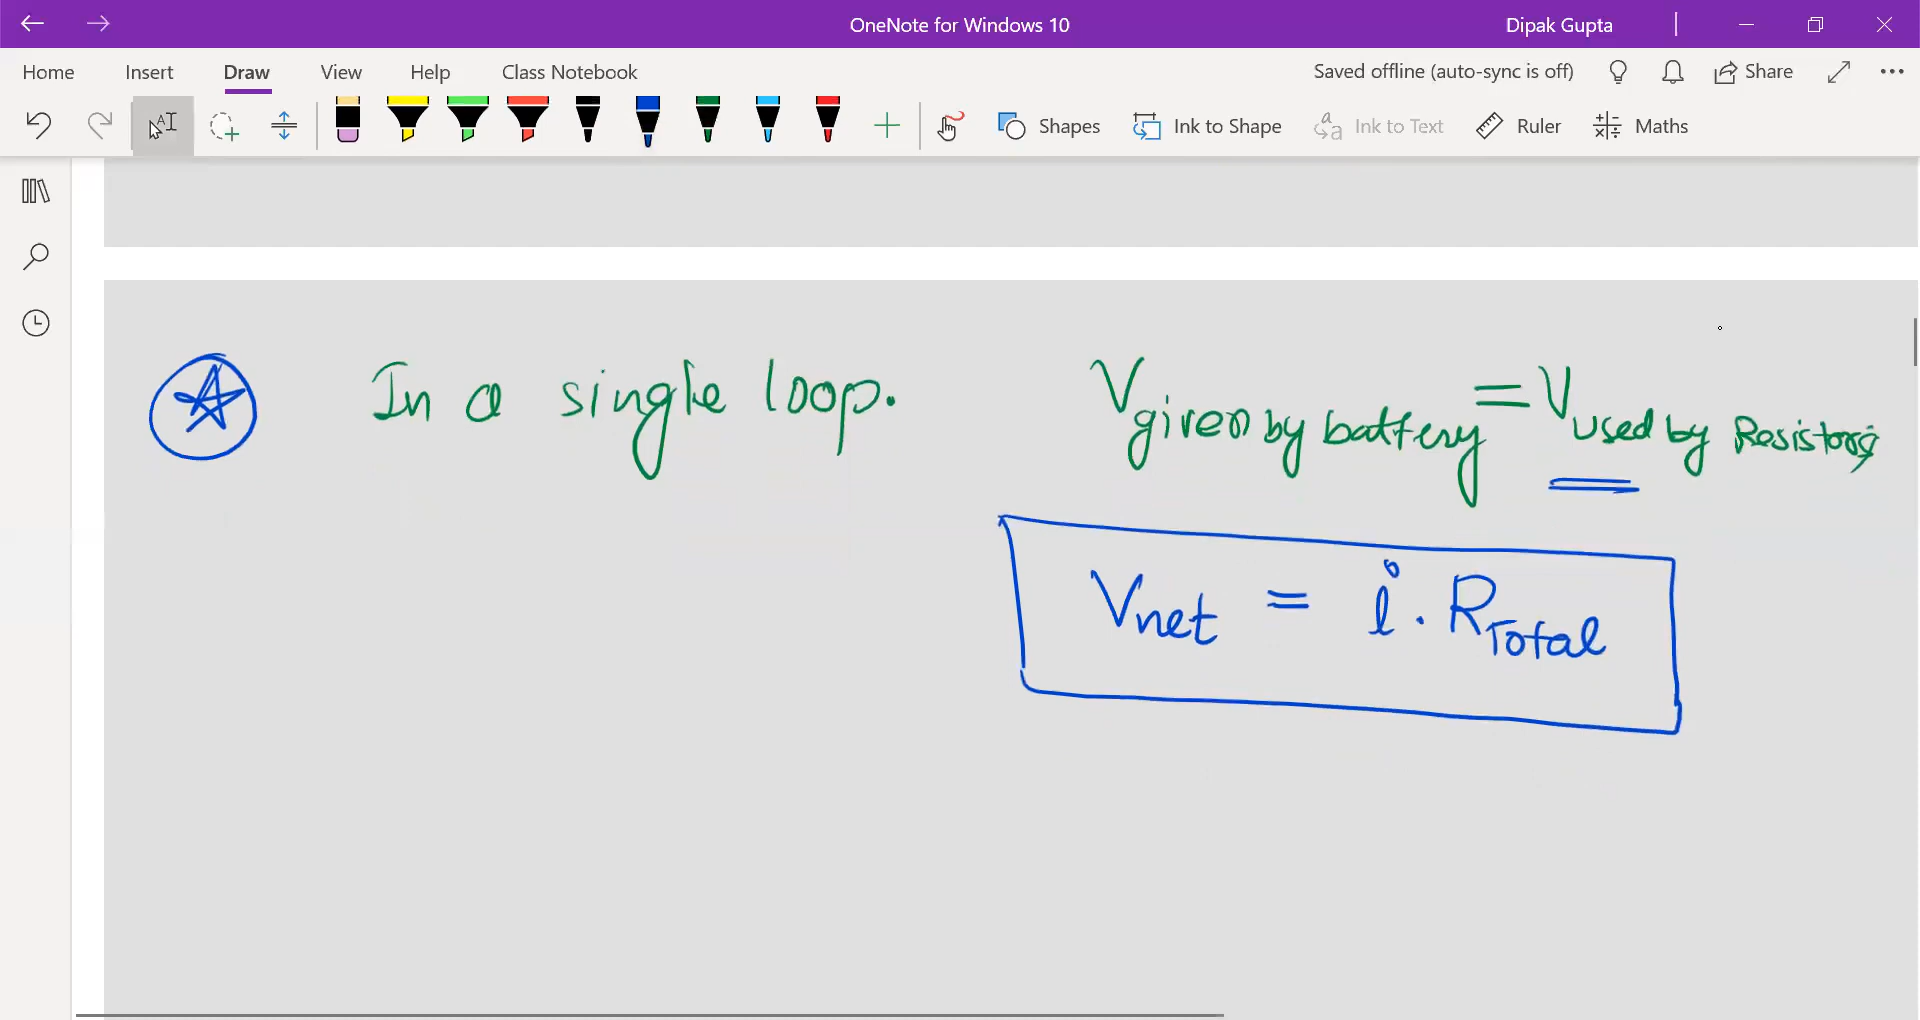 OneNote for Windows 10
Dipak Gupta
Home Insert Draw View Help Class Notebook
Saved offline (auto-sync is off) Share
Shapes Ink to Shape Ink to Text Ruler Maths
In a single loop. V given by battery = V used by Resistors
Vnet = i . RTotal